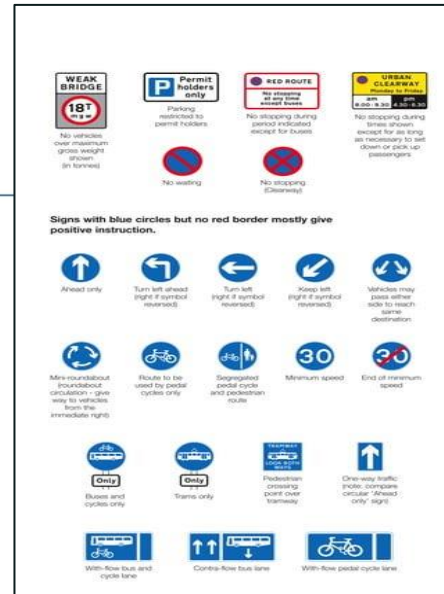 WEAK
BRIDGE
18T
mgw
No vehicles
over maximum
gross weight
shown
(in tonnes)
P Permit
holders
only
Parking
restricted to
permit holders
RED ROUTE
No stopping
at any time
except buses
No stopping during
period indicated
except for buses
URBAN
CLEARWAY
Monday to Friday
am
8.00 - 9.30
pm
4.30 - 6.30
No stopping during
times shown
except for as long
as necessary to set
down or pick up
passengers
No waiting
No stopping
(Clearway)
Signs with blue circles but no red border mostly give
positive instruction.
Ahead only
Turn left ahead
(right if symbol
reversed)
Turn left
(right if symbol
reversed)
Keep left
(right if symbol
reversed)
Vehicles may
pass either
side to reach
same
destination
Mini-roundabout
(roundabout
circulation - give
way to vehicles
from the
immediate right)
Route to be
used by pedal
cycles only
Segregated
pedal cycle
and pedestrian
route
30
Minimum speed
30
End of minimum
speed
Only
Buses and
cycles only
Only
Trams only
TRAMWAY
LOOK BOTH
WAYS
Pedestrian
crossing
point over
tramway
One-way traffic
(note: compare
circular 'Ahead
only' sign)
With-flow bus and
cycle lane
Contra-flow bus lane
With-flow pedal cycle lane